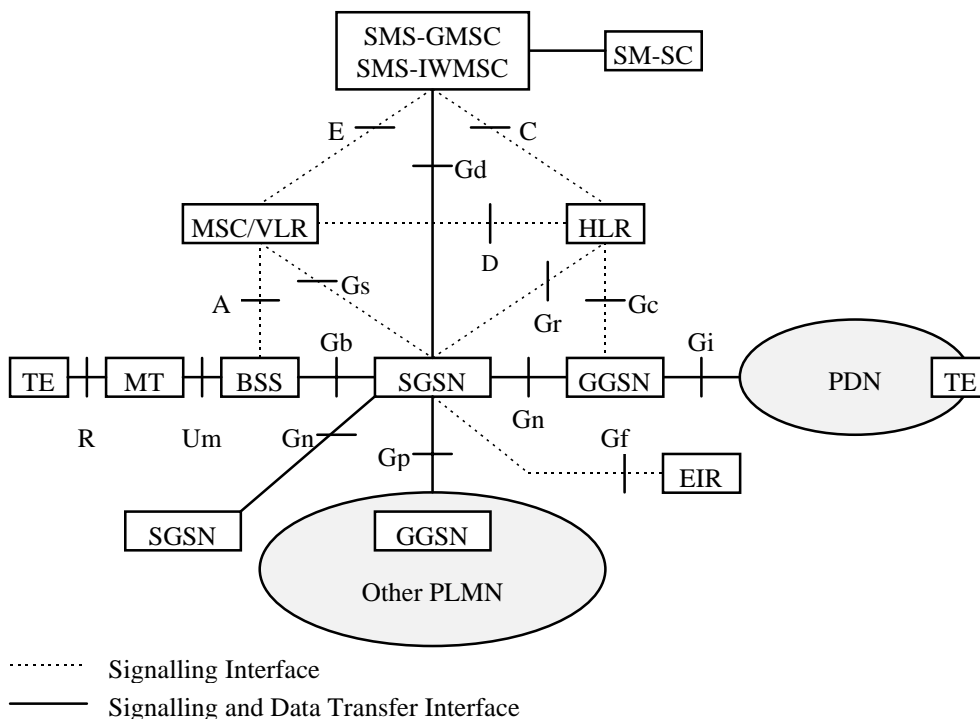 SMS-GMSC
SMS-IWMSC
SM-SC
E
C
Gd
MSC/VLR
HLR
D
Gs
A
Gr
Gc
Gb
Gi
TE
MT
BSS
SGSN
GGSN
PDN
TE
R
Um
Gn
Gn
Gf
Gp
EIR
SGSN
GGSN
Other PLMN
Signalling Interface
Signalling and Data Transfer Interface